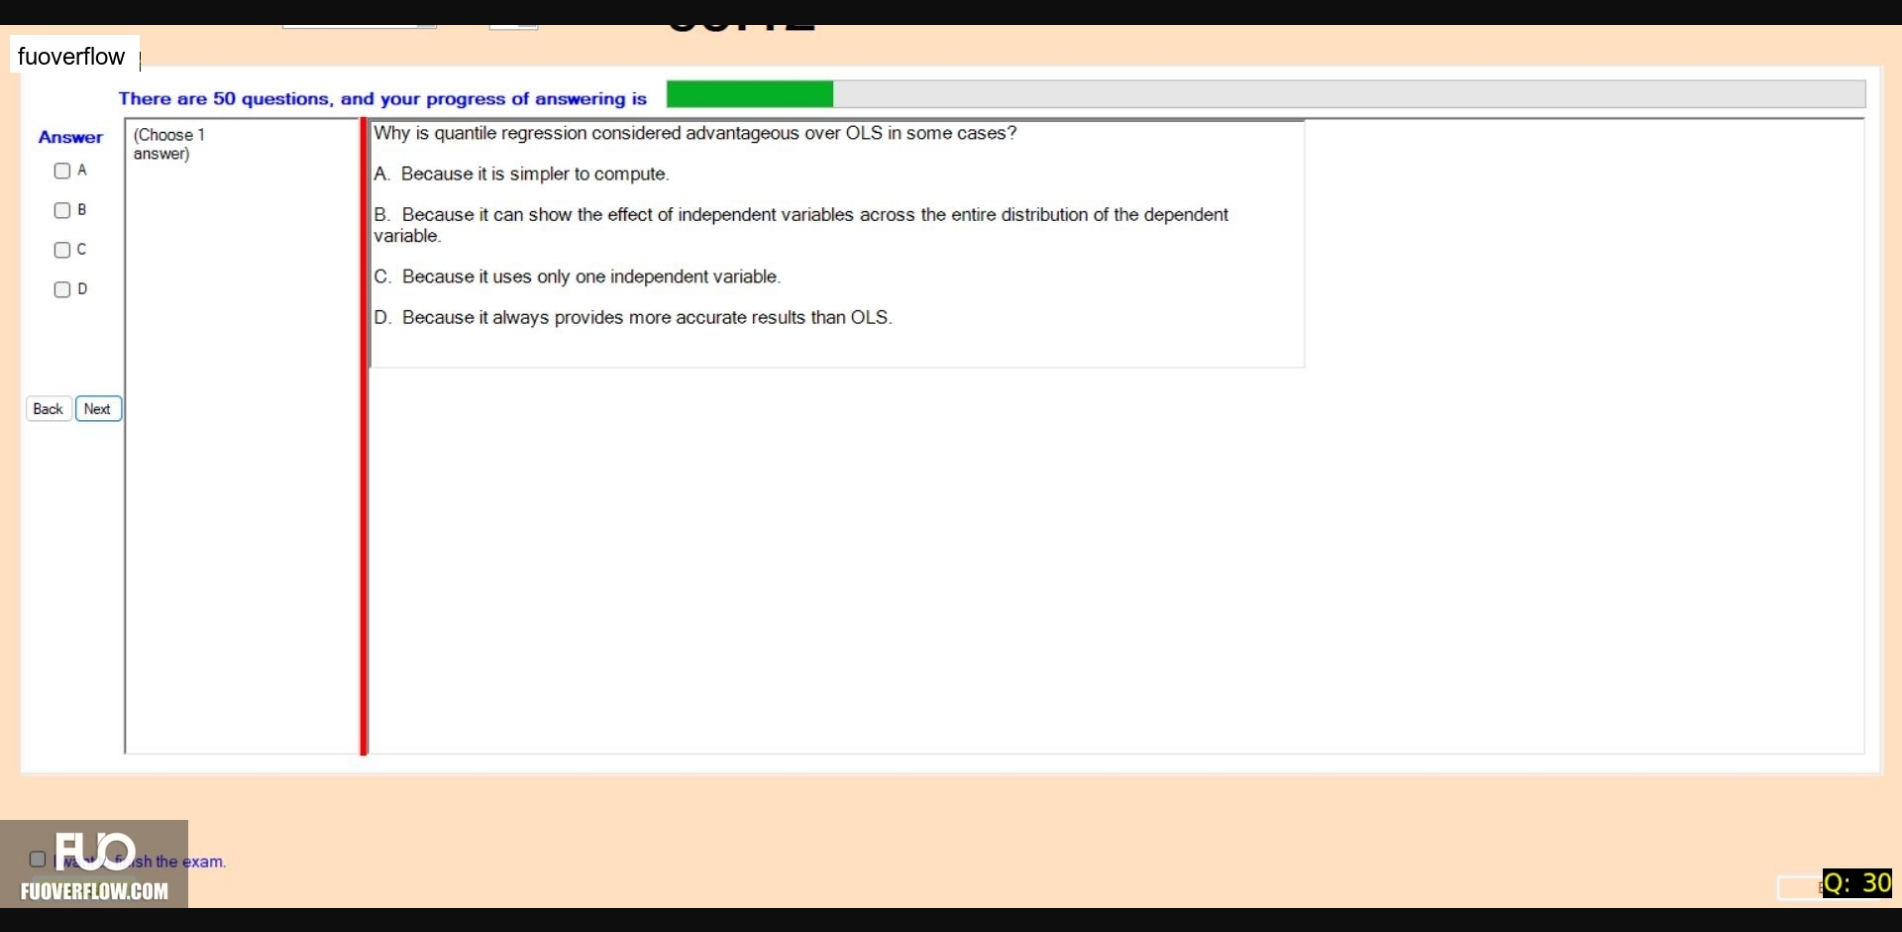 fuoverflow
There are 50 questions, and your progress of answering is
Answer
(Choose 1
answer)
A
B
C
D
Back
Next
Why is quantile regression considered advantageous over OLS in some cases?
A. Because it is simpler to compute.
B. Because it can show the effect of independent variables across the entire distribution of the dependent
variable.
C. Because it uses only one independent variable.
D. Because it always provides more accurate results than OLS.
FUO
the exam.
FUOVERFLOW.COM
Q: 30